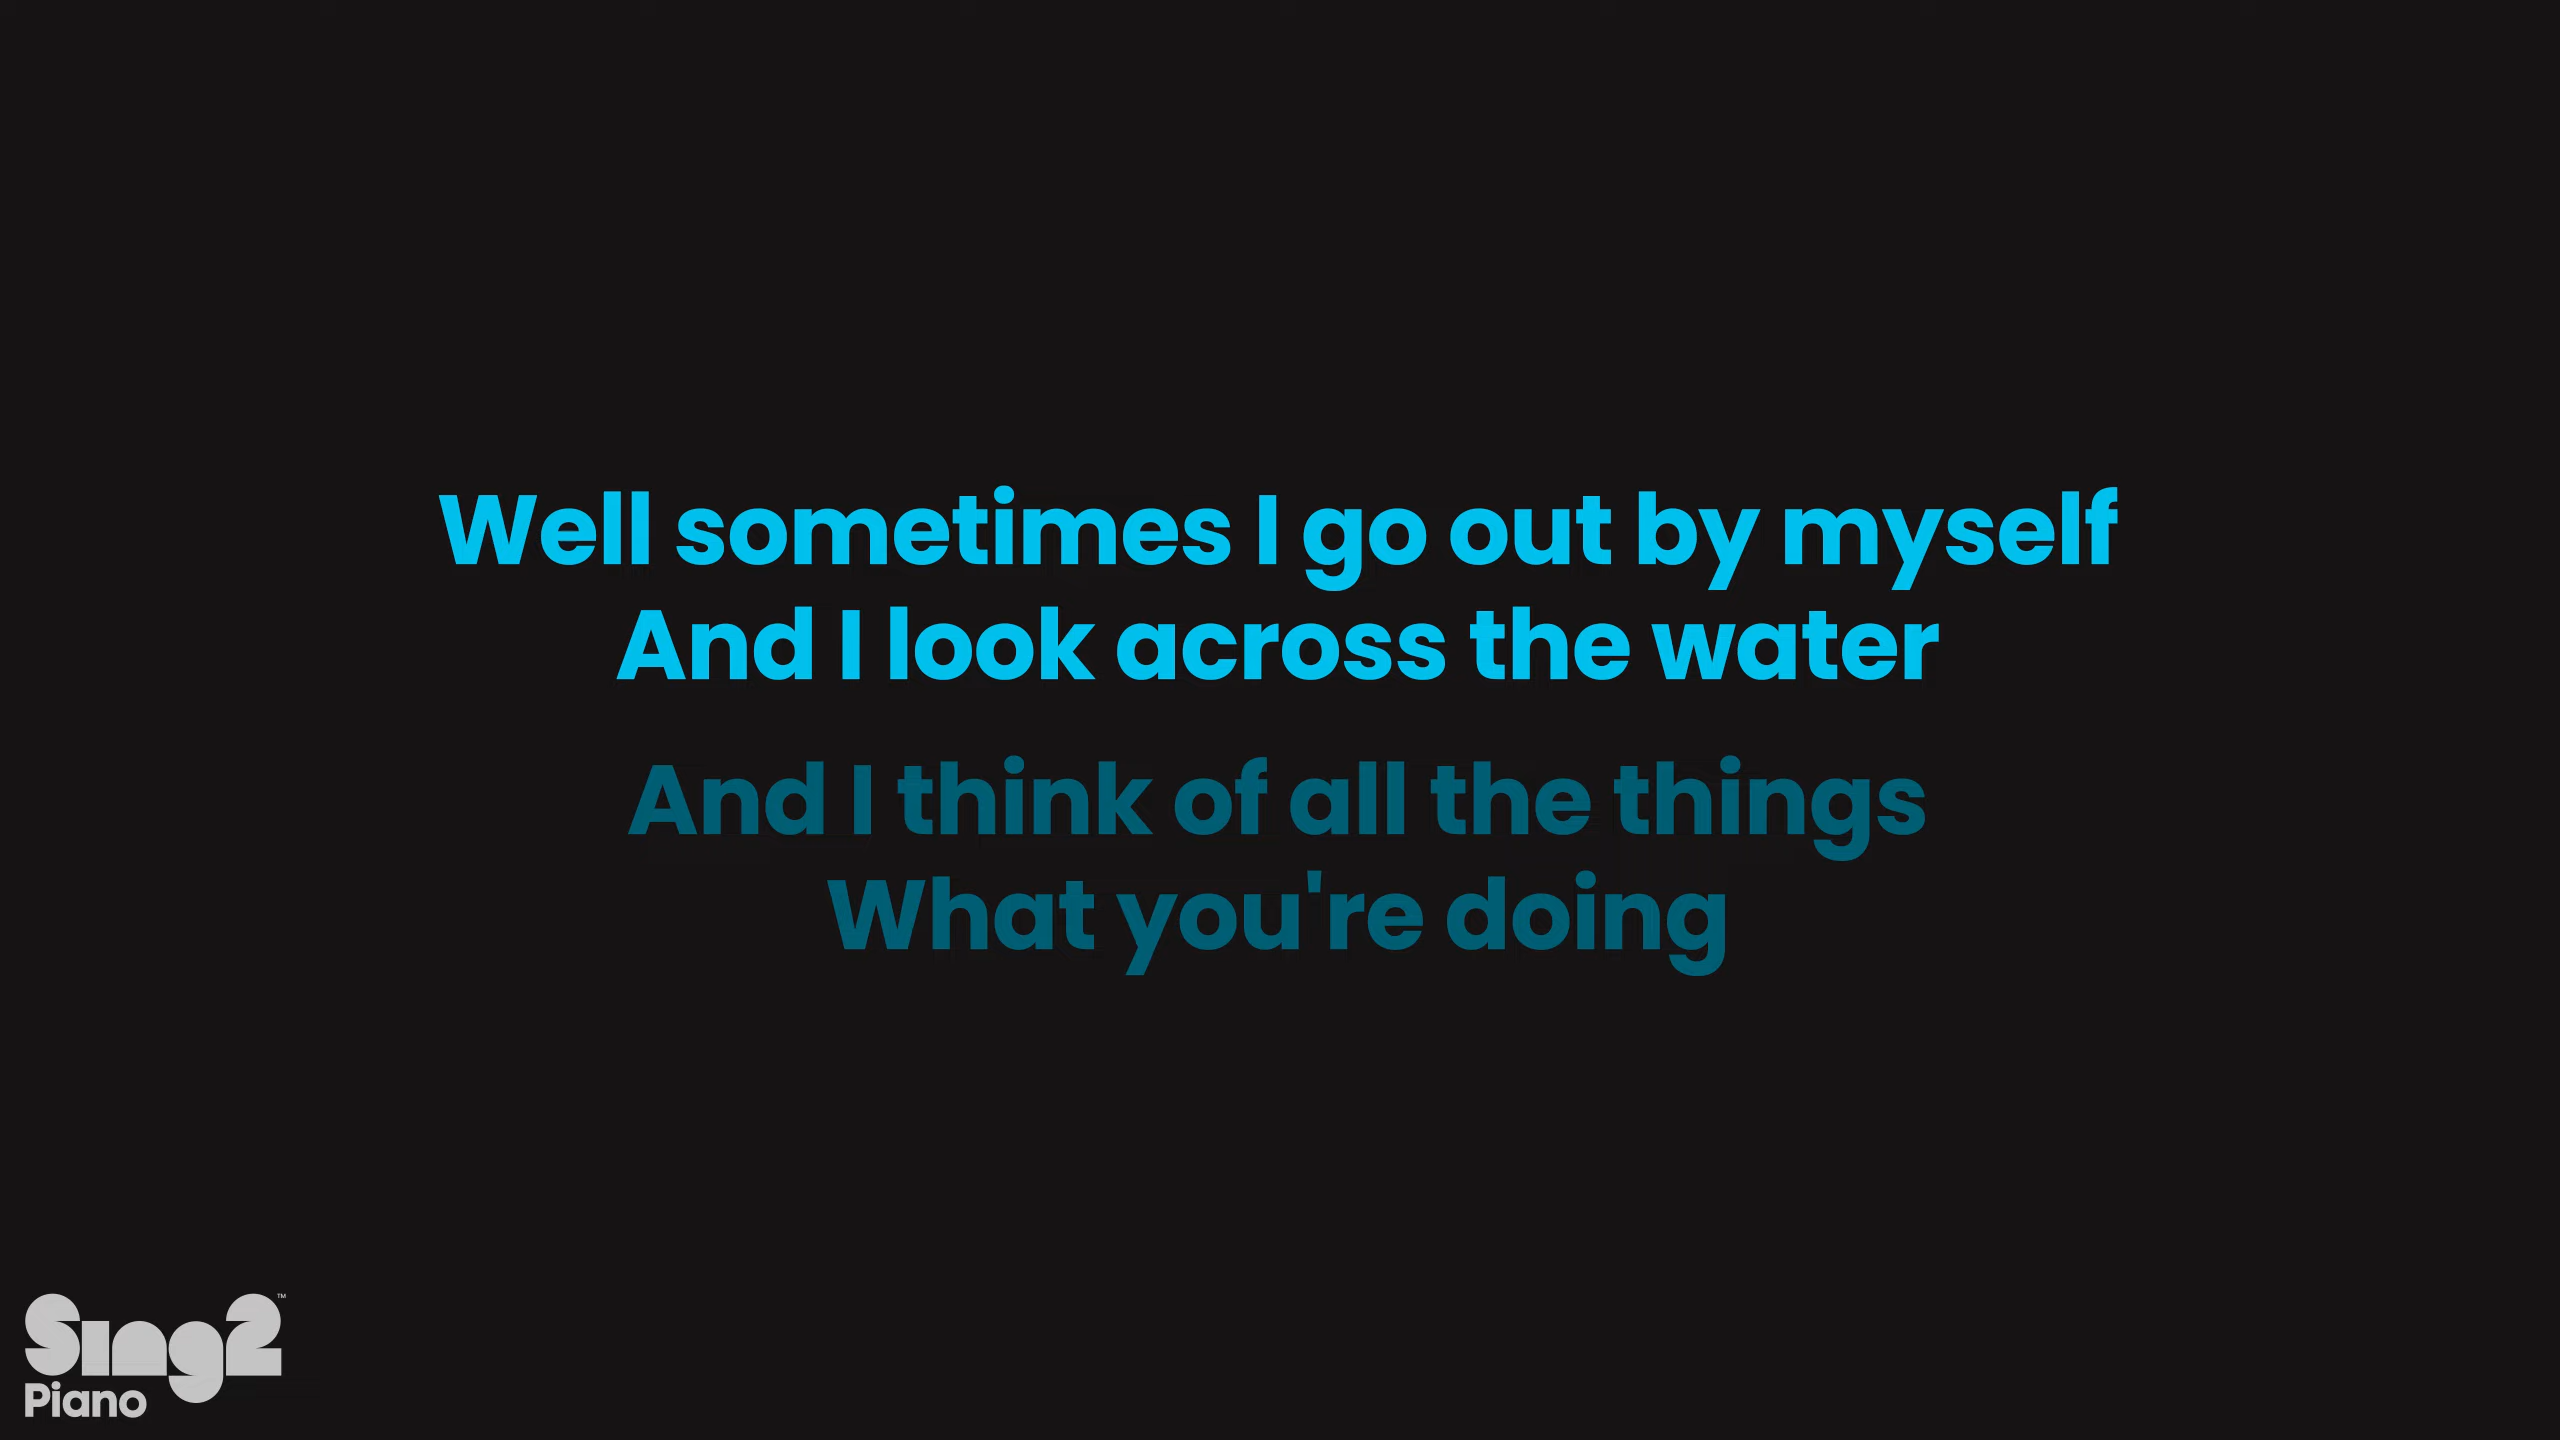 Well sometimes I go out by myself
And I look across the water
And I think of all the things
What you're doing
Sing2™
Piano